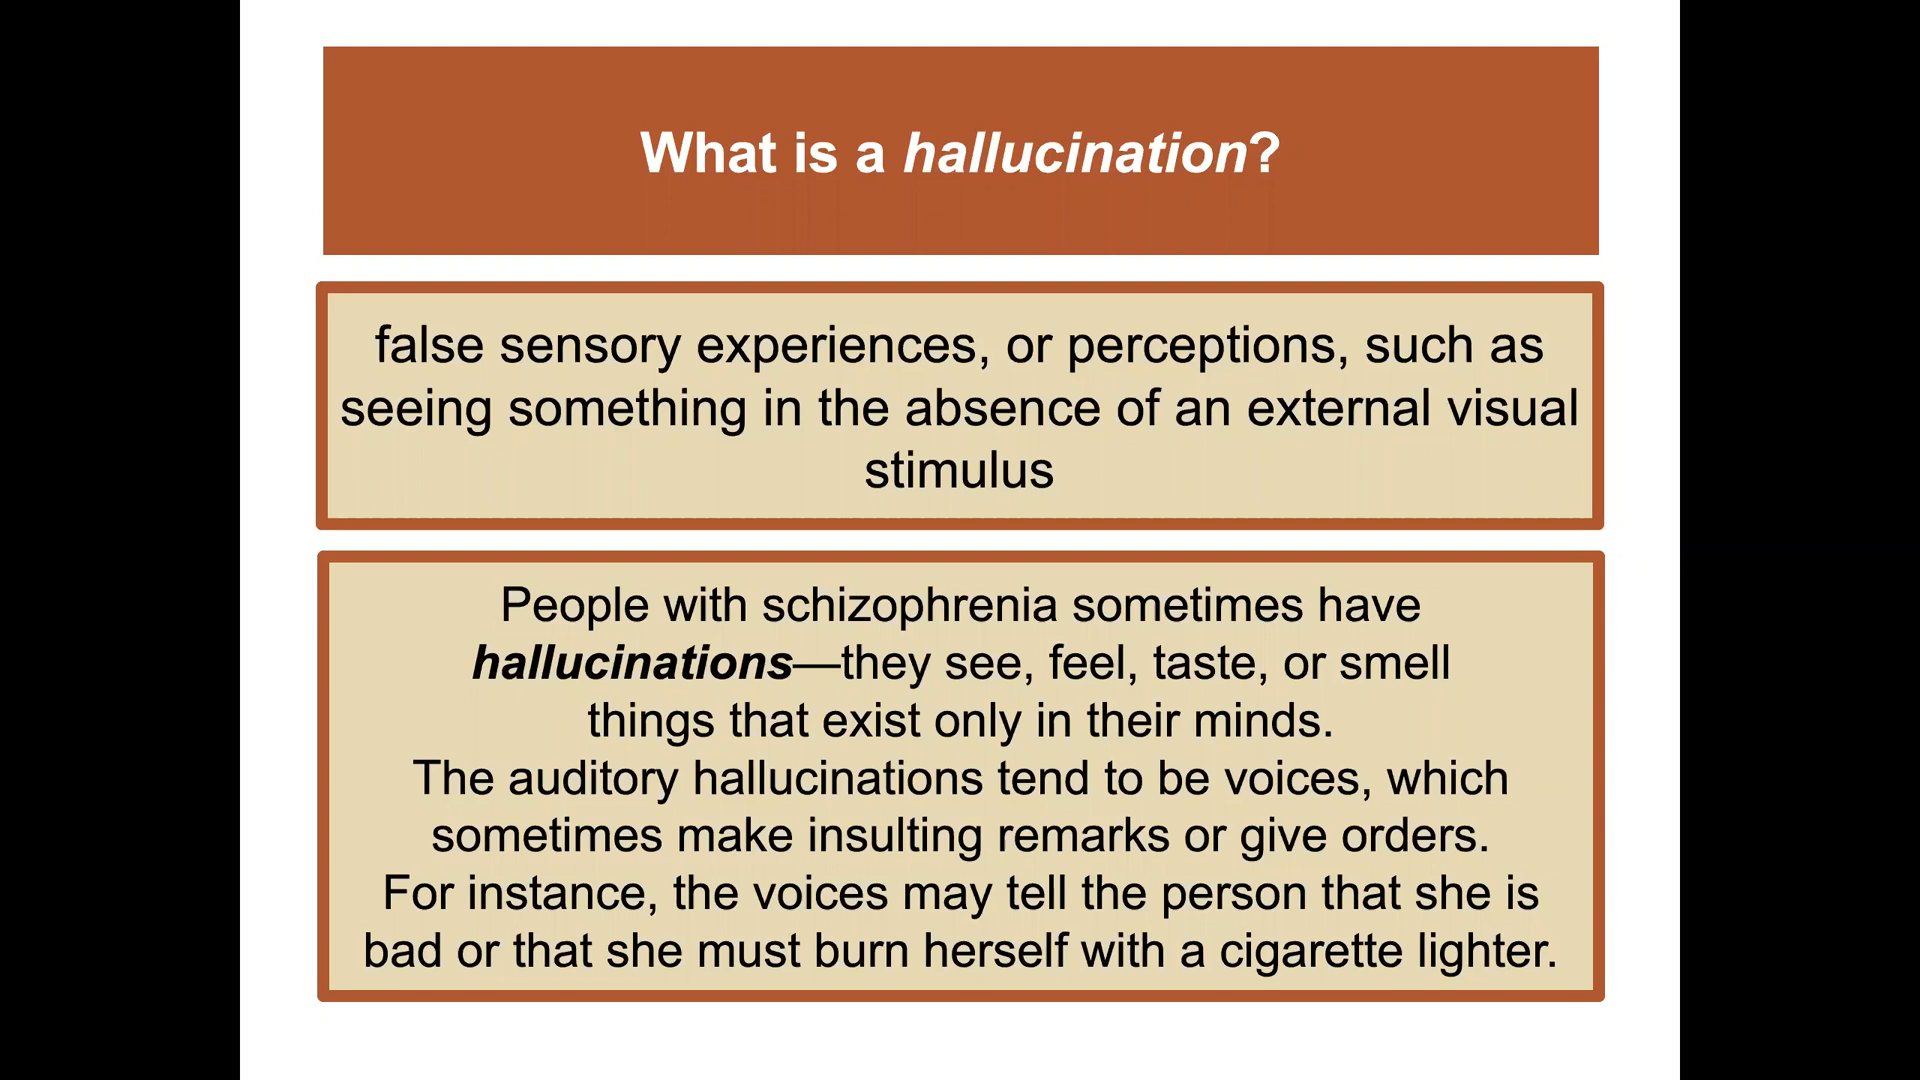 What is a hallucination?
false sensory experiences, or perceptions, such as
seeing something in the absence of an external visual
stimulus
People with schizophrenia sometimes have
hallucinations—they see, feel, taste, or smell
things that exist only in their minds.
The auditory hallucinations tend to be voices, which
sometimes make insulting remarks or give orders.
For instance, the voices may tell the person that she is
bad or that she must burn herself with a cigarette lighter.